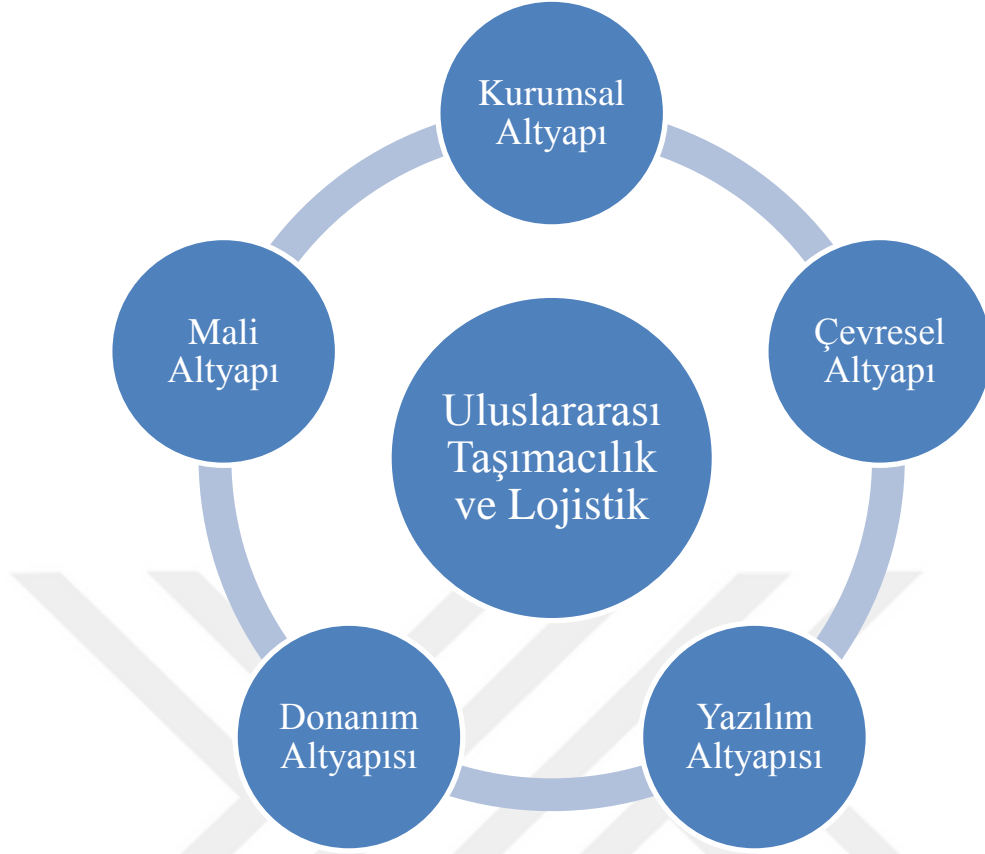 Kurumsal
Altyapı
Çevresel
Altyapı
Yazılım
Altyapısı
Donanım
Altyapısı
Mali
Altyapı
Uluslararası
Taşımacılık
ve Lojistik